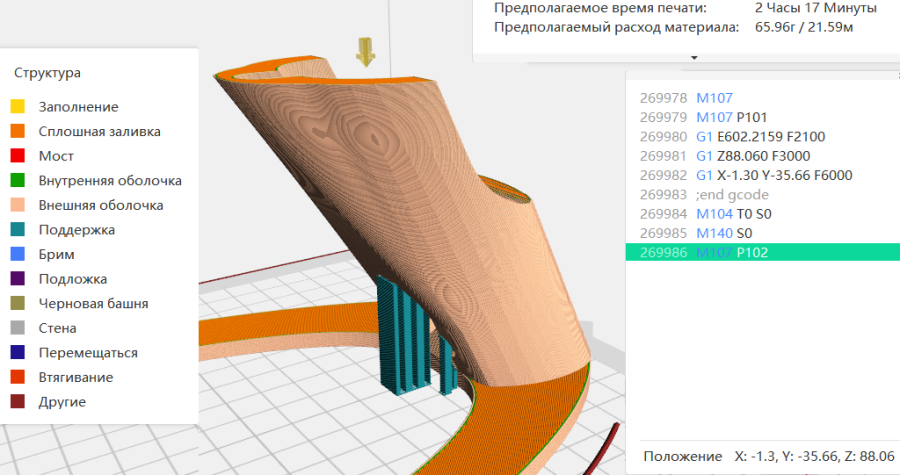 Предполагаемое время печати: 2 Часы 17 Минуты
Предполагаемый расход материала: 65.96г / 21.59м
Структура
Заполнение
Сплошная заливка
Мост
Внутренняя оболочка
Внешняя оболочка
Поддержка
Брим
Подложка
Черновая башня
Стена
Перемещаться
Втягивание
Другие
269978 M107
269979 M107 P101
269980 G1 E602.2159 F2100
269981 G1 Z88.060 F3000
269982 G1 X-1.30 Y-35.66 F6000
269983 ;end gcode
269984 M104 T0 S0
269985 M140 S0
269986 M107 P102
Положение X: -1.3, Y: -35.66, Z: 88.06